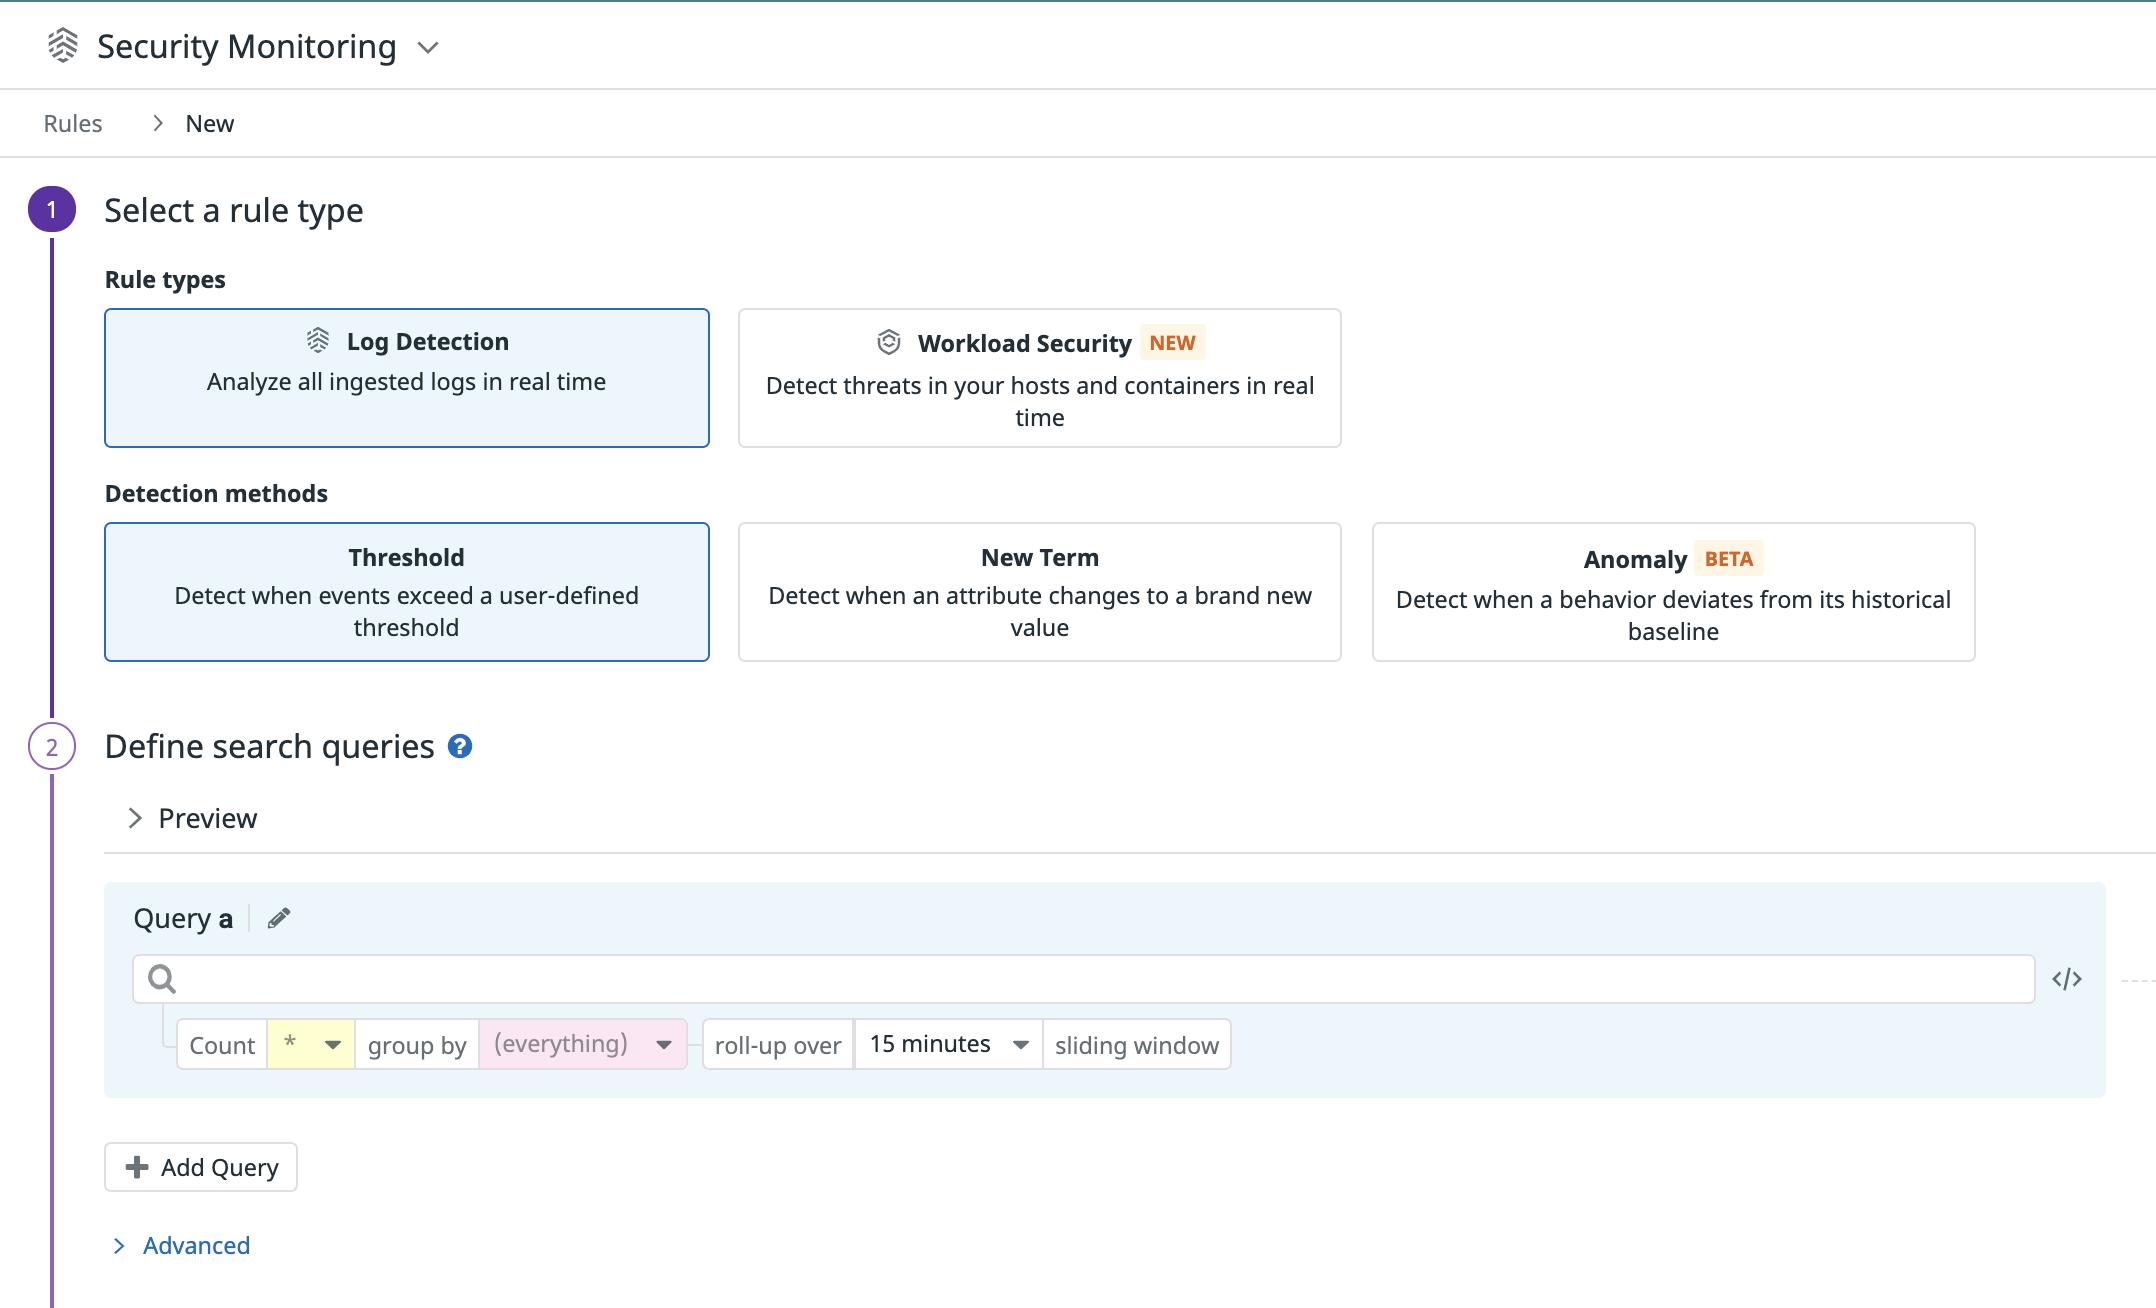 Security Monitoring
Rules > New
1 Select a rule type
Rule types
Log Detection
Analyze all ingested logs in real time
Workload Security NEW
Detect threats in your hosts and containers in real
time
Detection methods
Threshold
Detect when events exceed a user-defined
threshold
New Term
Detect when an attribute changes to a brand new
value
Anomaly BETA
Detect when a behavior deviates from its historical
baseline
2 Define search queries ?
Preview
Query a
</>
Count * group by (everything) roll-up over 15 minutes sliding window
Add Query
Advanced